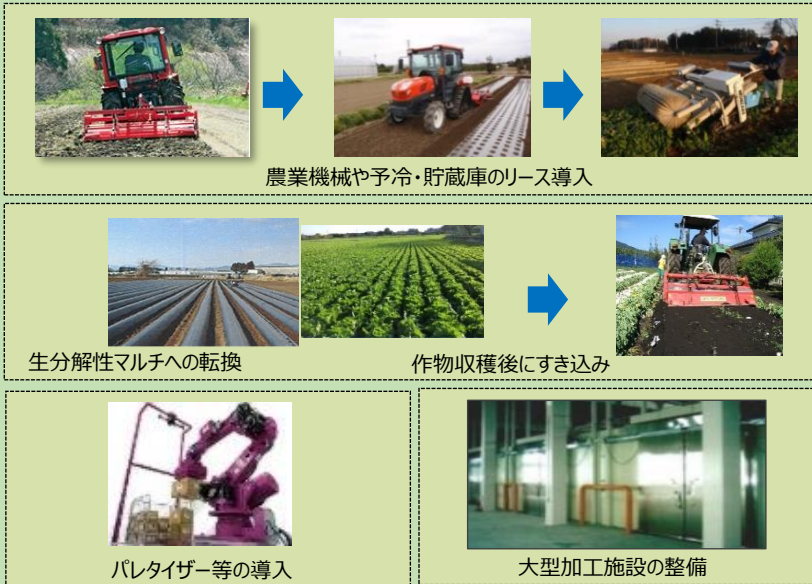 農業機械や予冷・貯蔵庫のリース導入
生分解性マルチへの転換
作物収穫後にすき込み
パレタイザー等の導入
大型加工施設の整備